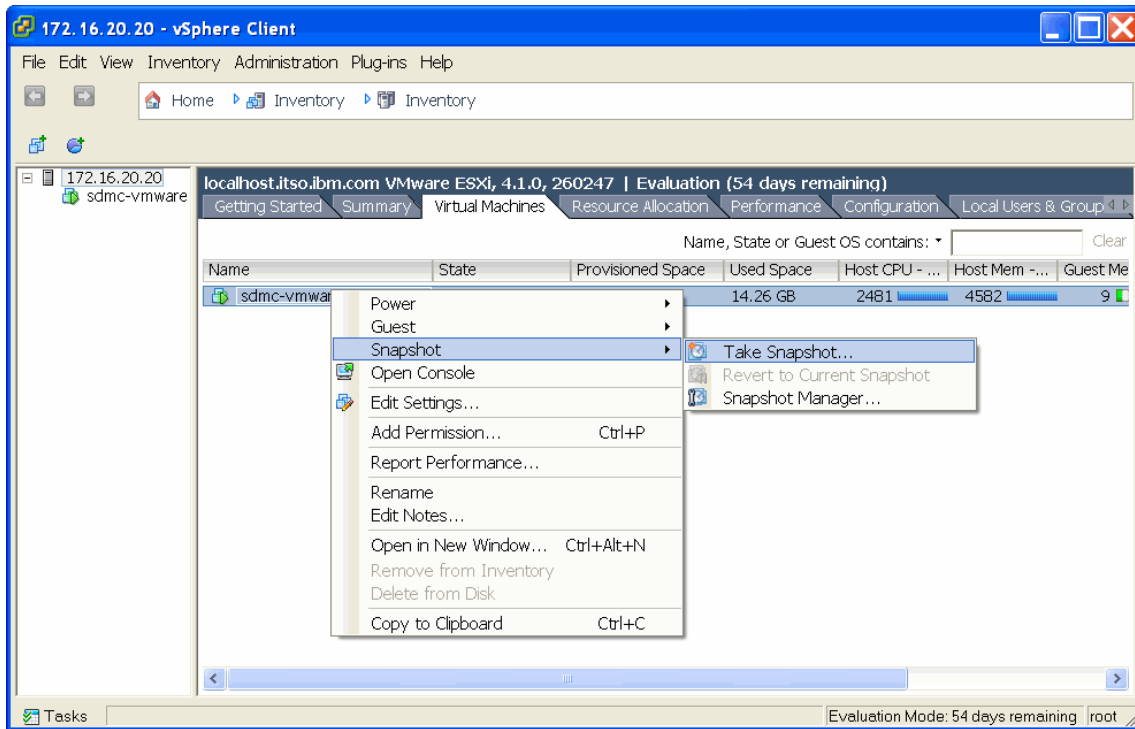 172.16.20.20 - vSphere Client
File Edit View Inventory Administration Plug-ins Help
Home Inventory Inventory
172.16.20.20
sdmc-vmware
localhost.itso.ibm.com VMware ESXi, 4.1.0, 260247 | Evaluation (54 days remaining)
Getting Started Summary Virtual Machines Resource Allocation Performance Configuration Local Users & Group
Name, State or Guest OS contains: Clear
Name State Provisioned Space Used Space Host CPU - ... Host Mem -... Guest Me
sdmc-vmwar 14.26 GB 2481 4582 9
Power
Guest
Snapshot
Take Snapshot...
Revert to Current Snapshot
Snapshot Manager...
Open Console
Edit Settings...
Add Permission... Ctrl+P
Report Performance...
Rename
Edit Notes...
Open in New Window... Ctrl+Alt+N
Remove from Inventory
Delete from Disk
Copy to Clipboard Ctrl+C
Tasks
Evaluation Mode: 54 days remaining root